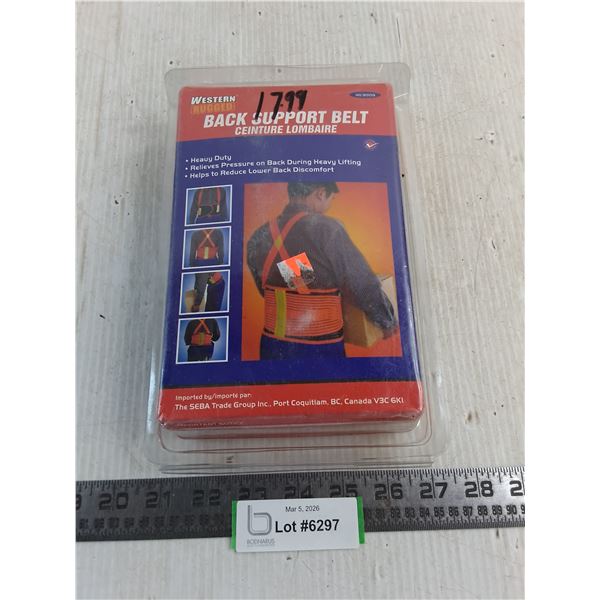 WESTERN
RUGGED
17.99
BACK SUPPORT BELT
CEINTURE LOMBAIRE
• Heavy Duty
• Relieves Pressure on Back During Heavy Lifting
• Helps to Reduce Lower Back Discomfort
Imported by/importe par:
The SEBA Trade Group Inc., Port Coquitlam, BC, Canada V3C 6K1
20 21 22 23 24 25 26 27 28
Mar 5, 2026
Lot #6297
BODNARUS